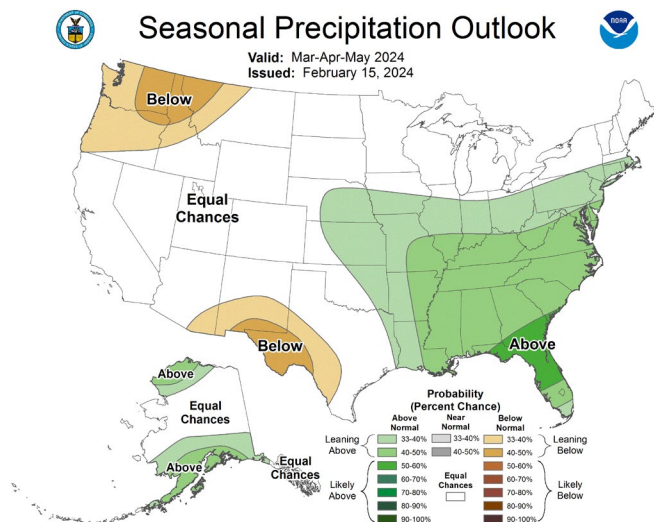 Seasonal Precipitation Outlook
NOAA
Valid: Mar-Apr-May 2024
Issued: February 15, 2024
Below
Equal
Chances
Below
Above
Above
Equal
Chances
Above
Equal
Chances
Probability
(Percent Chance)
Above
Normal
Near
Normal
Below
Normal
Leaning
Above
33-40%
33-40%
33-40%
Leaning
Below
40-50%
40-50%
40-50%
Likely
Above
50-60%
60-70%
70-80%
80-90%
90-100%
Equal
Chances
50-60%
60-70%
70-80%
80-90%
90-100%
Likely
Below